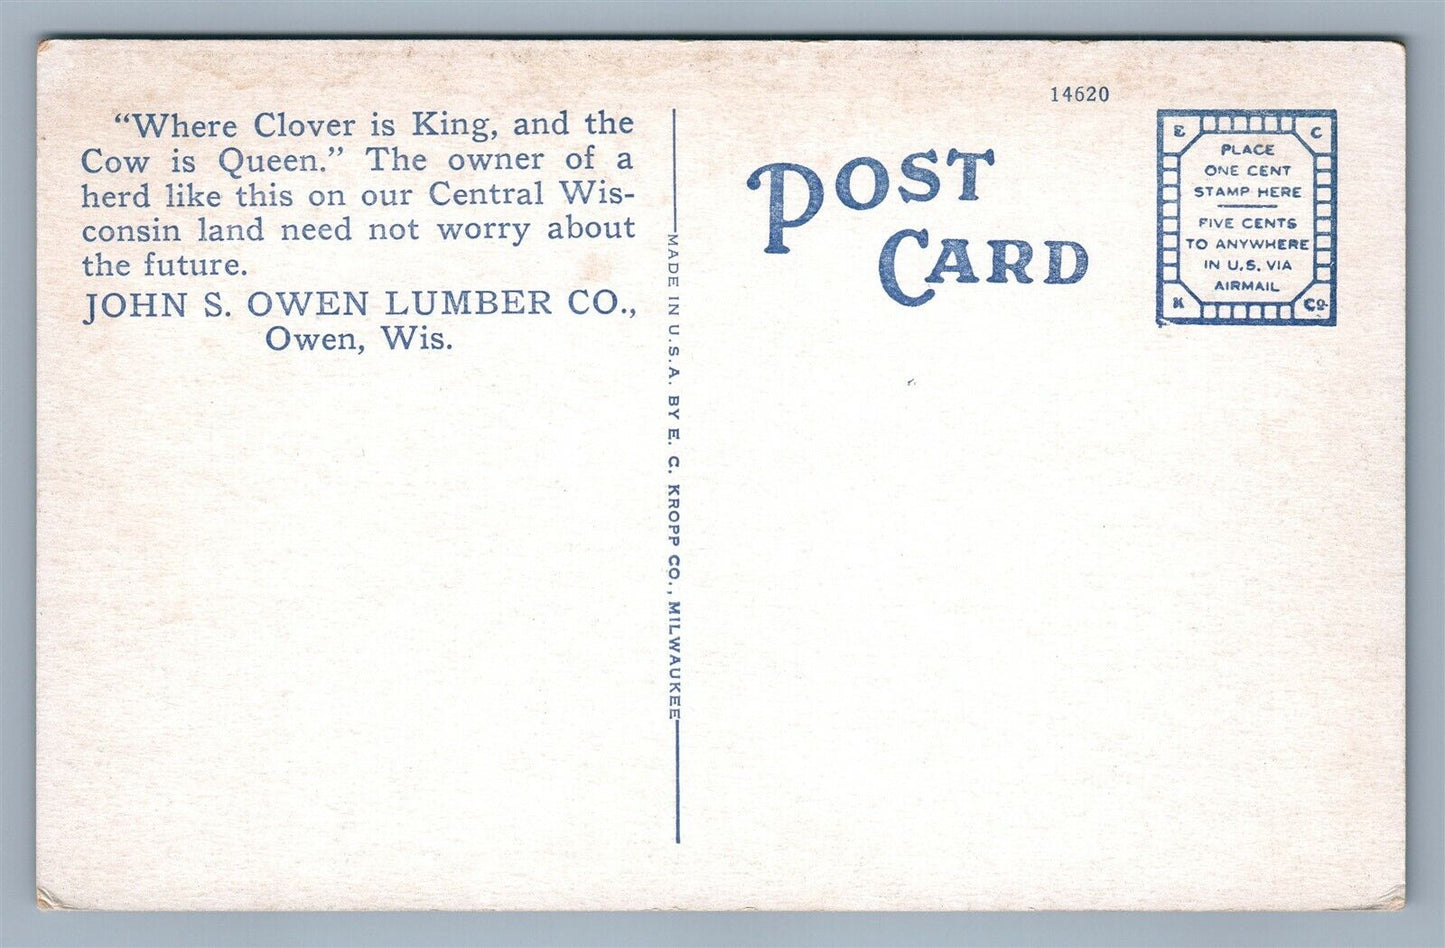 “Where Clover is King, and the
Cow is Queen.” The owner of a
herd like this on our Central Wis-
consin land need not worry about
the future.
JOHN S. OWEN LUMBER CO.,
Owen, Wis.
MADE IN U.S.A. BY E. C. KROPP CO., MILWAUKEE
14620
POST
CARD
E C
PLACE
ONE CENT
STAMP HERE
FIVE CENTS
TO ANYWHERE
IN U.S. VIA
AIRMAIL
K Co.